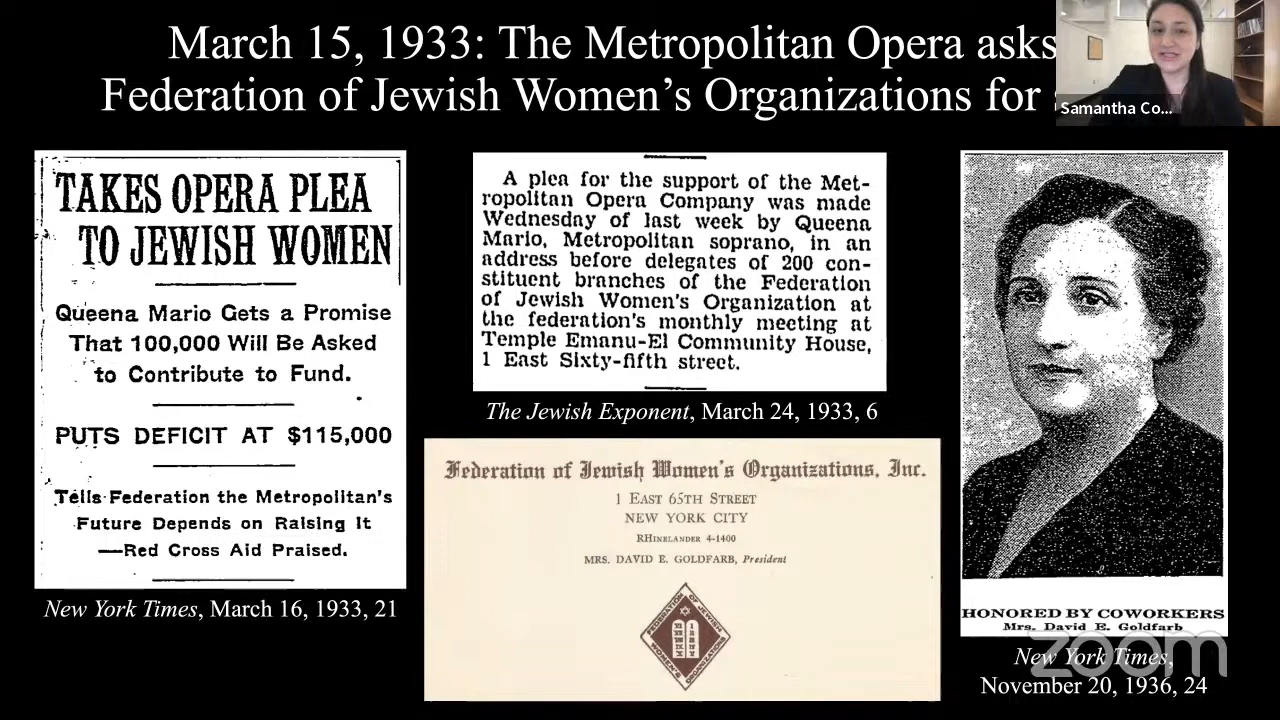 March 15, 1933: The Metropolitan Opera asks
Federation of Jewish Women's Organizations for
Samantha Co...
TAKES OPERA PLEA
TO JEWISH WOMEN
Queena Mario Gets a Promise
That 100,000 Will Be Asked
to Contribute to Fund.
PUTS DEFICIT AT $115,000
Tells Federation the Metropolitan's
Future Depends on Raising It
—Red Cross Aid Praised.
New York Times, March 16, 1933, 21
A plea for the support of the Met-
ropolitan Opera Company was made
Wednesday of last week by Queena
Mario, Metropolitan soprano, in an
address before delegates of 200 con-
stituent branches of the Federation
of Jewish Women's Organization at
the federation's monthly meeting at
Temple Emanu-El Community House,
1 East Sixty-fifth street.
The Jewish Exponent, March 24, 1933, 6
Federation of Jewish Women's Organizations, Inc.
1 EAST 65TH STREET
NEW YORK CITY
RHINELANDER 4-1400
MRS. DAVID E. GOLDFARB, President
FEDERATION OF JEWISH
WOMEN'S ORGANIZATIONS
HONORED BY COWORKERS
Mrs. David E. Goldfarb
New York Times,
November 20, 1936, 24
zoom